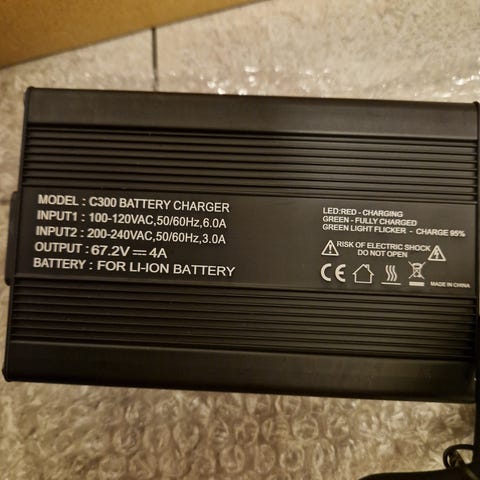 MODEL : C300 BATTERY CHARGER
INPUT1 : 100-120VAC,50/60Hz,6.0A
INPUT2 : 200-240VAC,50/60Hz,3.0A
OUTPUT : 67.2V⎓4A
BATTERY : FOR LI-ION BATTERY
LED:RED - CHARGING
GREEN - FULLY CHARGED
GREEN LIGHT FLICKER - CHARGE 95%
RISK OF ELECTRIC SHOCK
DO NOT OPEN
CE
MADE IN CHINA